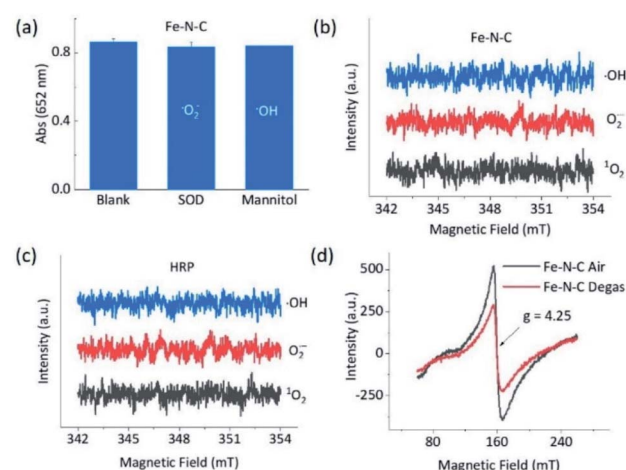 (a)
Fe-N-C
Abs (652 nm)
0.8
0.4
0.0
·O₂⁻
·OH
Blank SOD Mannitol
(b)
Fe-N-C
Intensity (a.u.)
·OH
O₂·⁻
¹O₂
342 345 348 351 354
Magnetic Field (mT)
(c)
HRP
Intensity (a.u.)
·OH
O₂·⁻
¹O₂
342 345 348 351 354
Magnetic Field (mT)
(d)
Intensity (a.u.)
500
250
0
-250
Fe-N-C Air
Fe-N-C Degas
g = 4.25
80 160 240
Magnetic Field (mT)